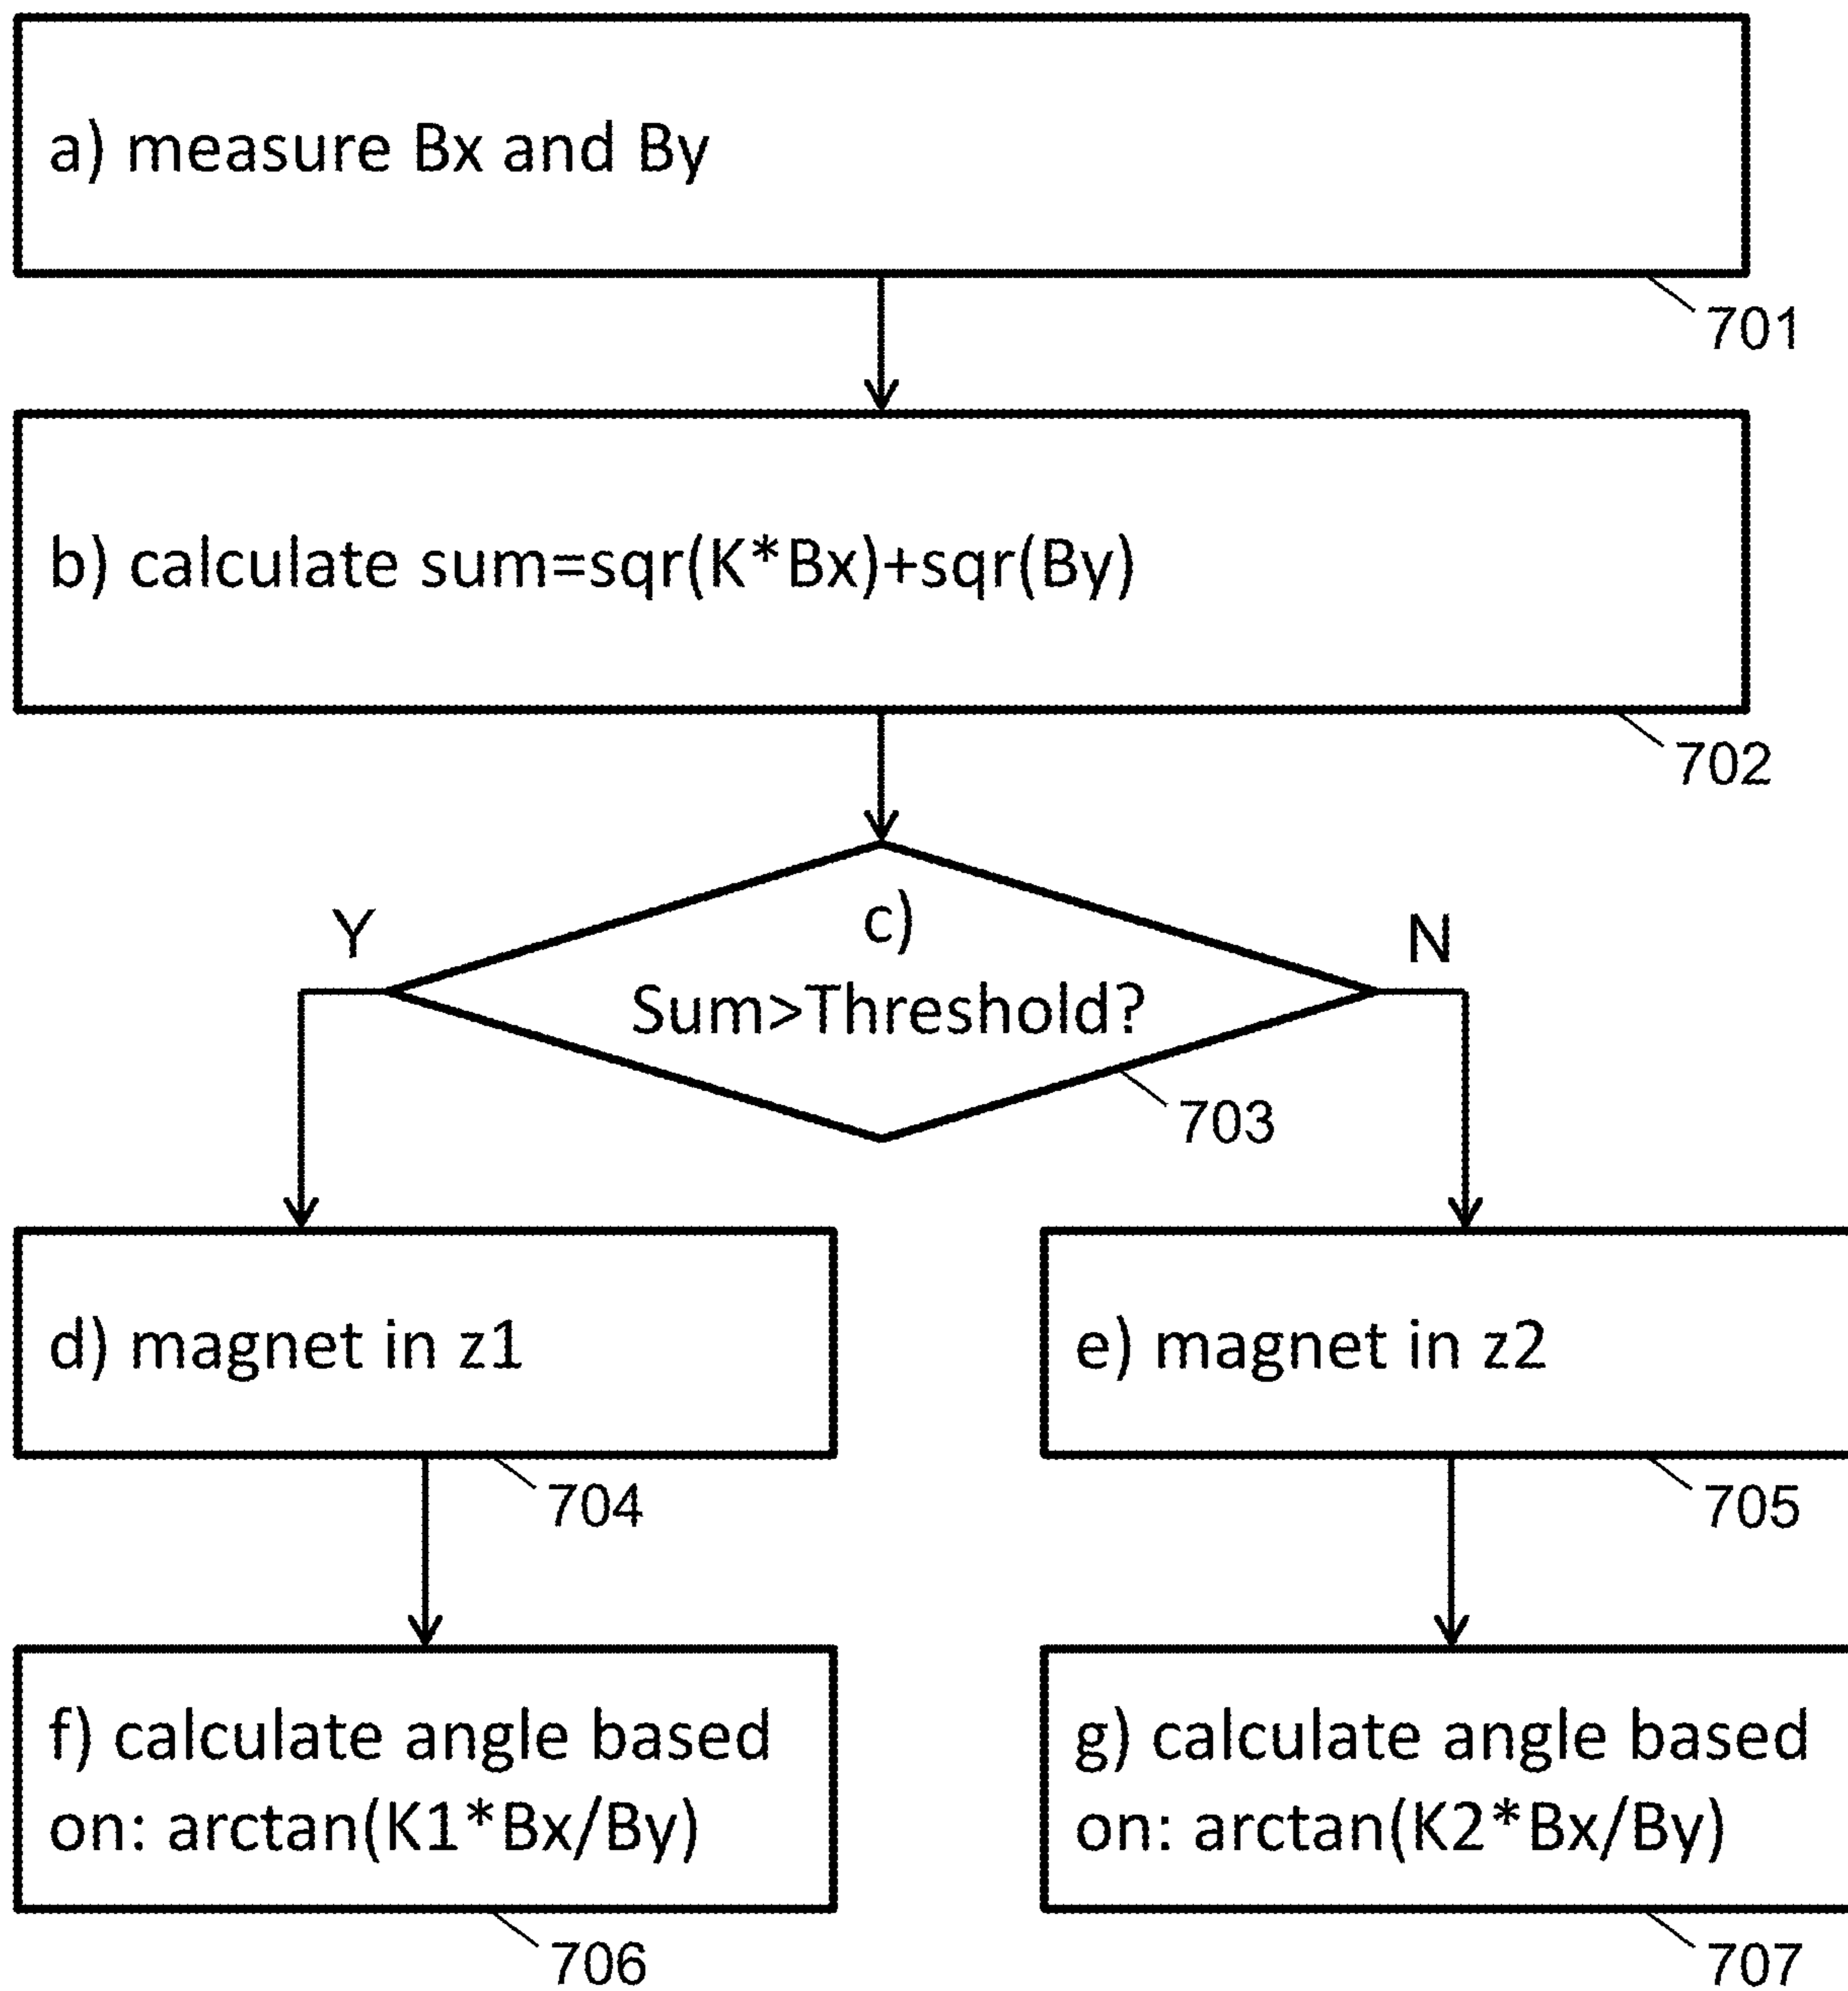 a) measure Bx and By
701
b) calculate sum=sqr(K*Bx)+sqr(By)
702
c)
Y
N
Sum>Threshold?
703
d) magnet in z1
704
e) magnet in z2
705
f) calculate angle based
on: arctan(K1*Bx/By)
706
g) calculate angle based
on: arctan(K2*Bx/By)
707